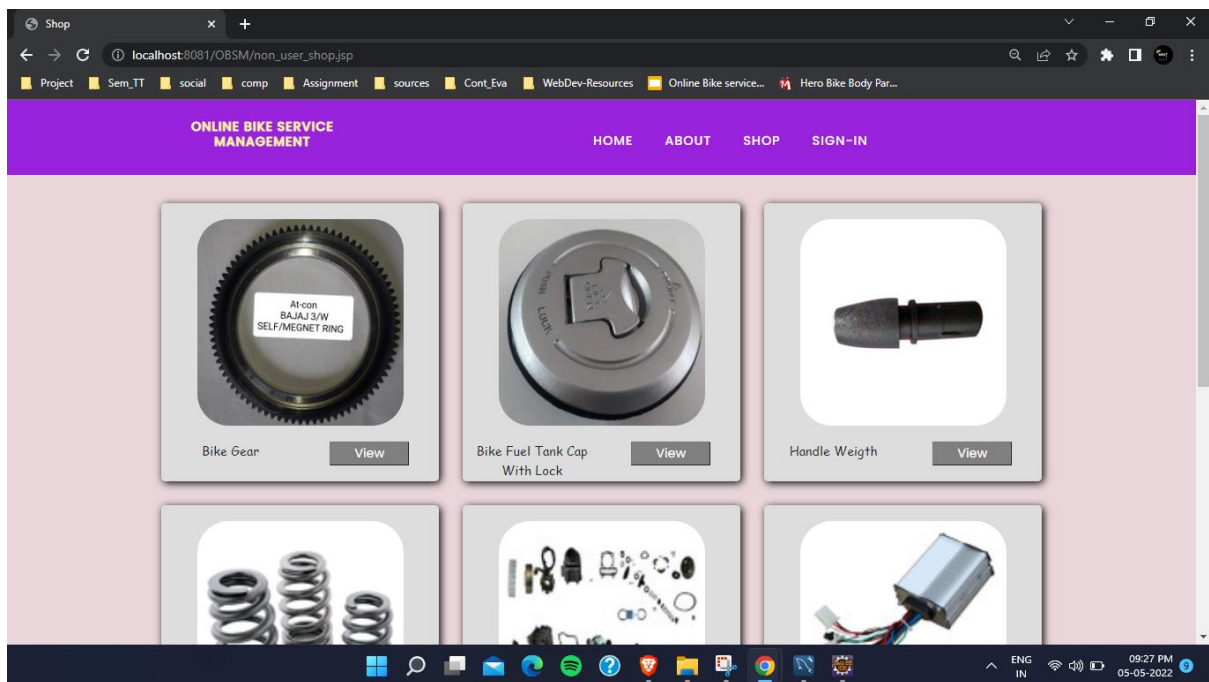 Shop
localhost:8081/OBSM/non_user_shop.jsp
Project Sem_TT social comp Assignment sources Cont_Eva WebDev-Resources Online Bike service... Hero Bike Body Par...
ONLINE BIKE SERVICE
MANAGEMENT
HOME ABOUT SHOP SIGN-IN
At-con
BAJAJ 3/W
SELF/MEGNET RING
PUSH
LOCK
Bike Gear
View
Bike Fuel Tank Cap
With Lock
View
Handle Weigth
View
ENG
IN
09:27 PM
05-05-2022
9